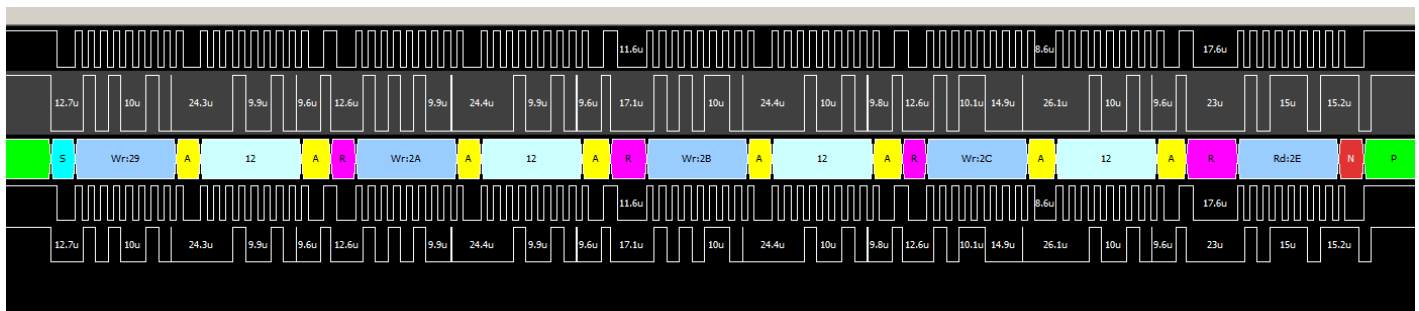 11.6u 8.6u 17.6u
12.7u 10u 24.3u 9.9u 9.6u 12.6u 9.9u 24.4u 9.9u 9.6u 17.1u 10u 24.4u 10u 9.8u 12.6u 10.1u 14.9u 26.1u 10u 9.6u 23u 15u 15.2u
S Wr:29 A 12 A R Wr:2A A 12 A R Wr:2B A 12 A R Wr:2C A 12 A R Rd:2E N P
11.6u 8.6u 17.6u
12.7u 10u 24.3u 9.9u 9.6u 12.6u 9.9u 24.4u 9.9u 9.6u 17.1u 10u 24.4u 10u 9.8u 12.6u 10.1u 14.9u 26.1u 10u 9.6u 23u 15u 15.2u